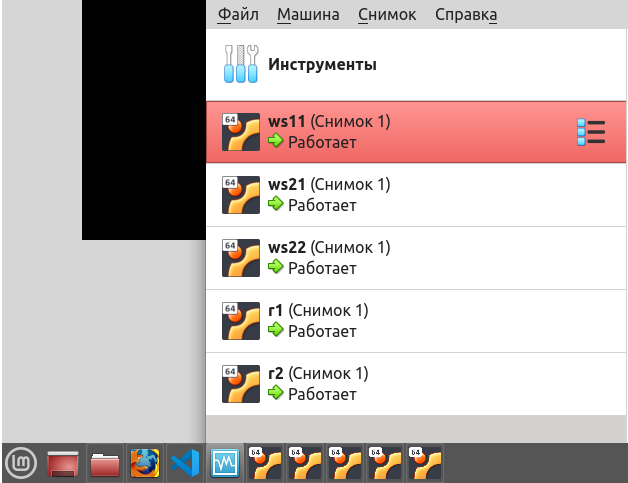 Файл Машина Снимок Справка
Инструменты
64
ws11 (Снимок 1)
Работает
64
ws21 (Снимок 1)
Работает
64
ws22 (Снимок 1)
Работает
64
r1 (Снимок 1)
Работает
64
r2 (Снимок 1)
Работает
lm 64 64 64 64 64